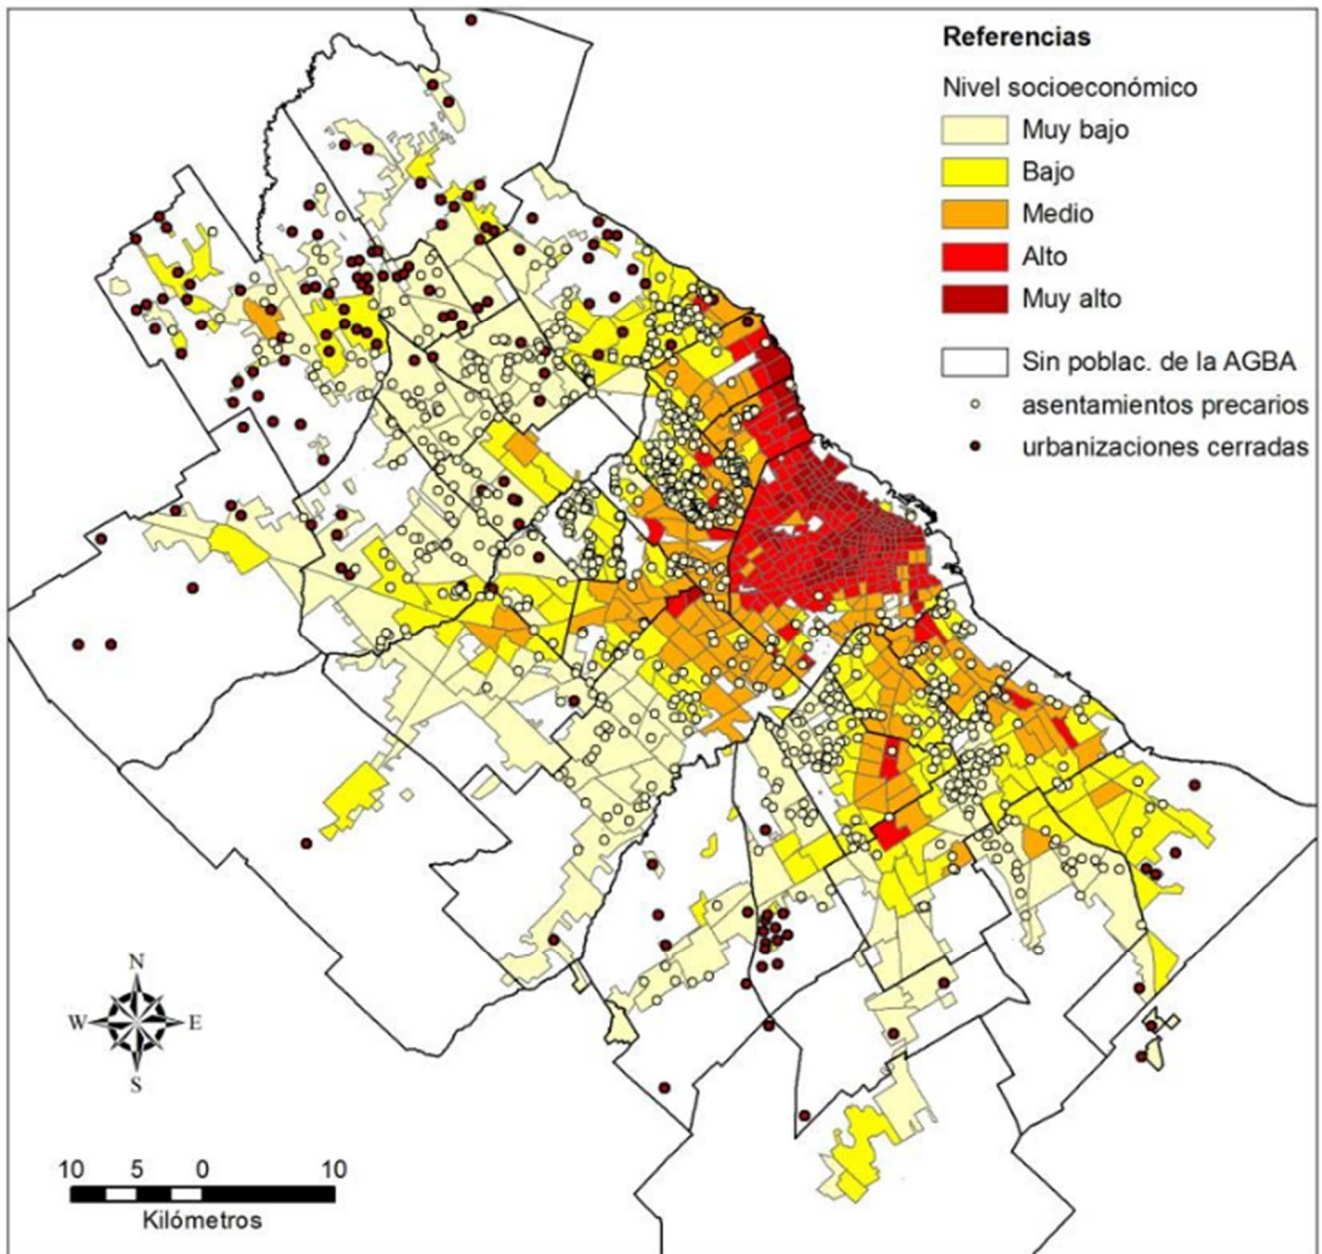 Referencias
Nivel socioeconómico
Muy bajo
Bajo
Medio
Alto
Muy alto
Sin poblac. de la AGBA
asentamientos precarios
urbanizaciones cerradas
N
W E
S
10 5 0 10
Kilómetros